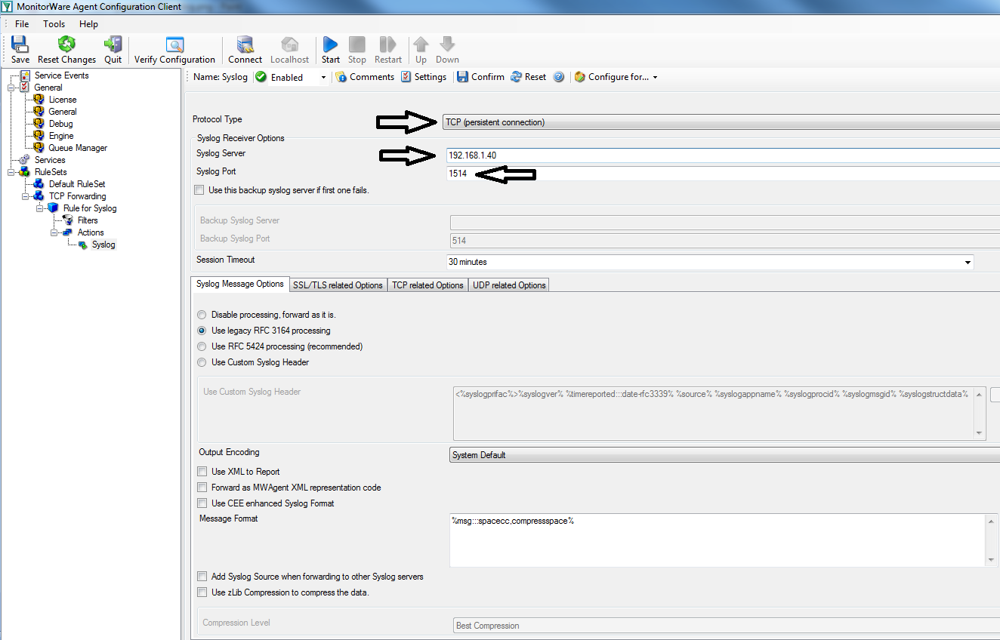 MonitorWare Agent Configuration Client
File Tools Help
Save Reset Changes Quit Verify Configuration Connect Localhost Start Stop Restart Up Down
Service Events
General
License
General
Debug
Engine
Queue Manager
Services
RuleSets
Default RuleSet
TCP Forwarding
Rule for Syslog
Filters
Actions
Syslog
Name: Syslog Enabled Comments Settings Confirm Reset Configure for...
Protocol Type TCP (persistent connection)
Syslog Receiver Options
Syslog Server 192.168.1.40
Syslog Port 1514
Use this backup syslog server if first one fails.
Backup Syslog Server
Backup Syslog Port 514
Session Timeout 30 minutes
Syslog Message Options SSL/TLS related Options TCP related Options UDP related Options
Disable processing, forward as it is.
Use legacy RFC 3164 processing
Use RFC 5424 processing (recommended)
Use Custom Syslog Header
Use Custom Syslog Header <%syslogprifac%>%syslogver% %timereported:::date-rfc3339% %source% %syslogappname% %syslogprocid% %syslogmsgid% %syslogstructdata%
Output Encoding System Default
Use XML to Report
Forward as MWAgent XML representation code
Use CEE enhanced Syslog Format
Message Format %msg:::spacecc,compressspace%
Add Syslog Source when forwarding to other Syslog servers
Use zLib Compression to compress the data.
Compression Level Best Compression